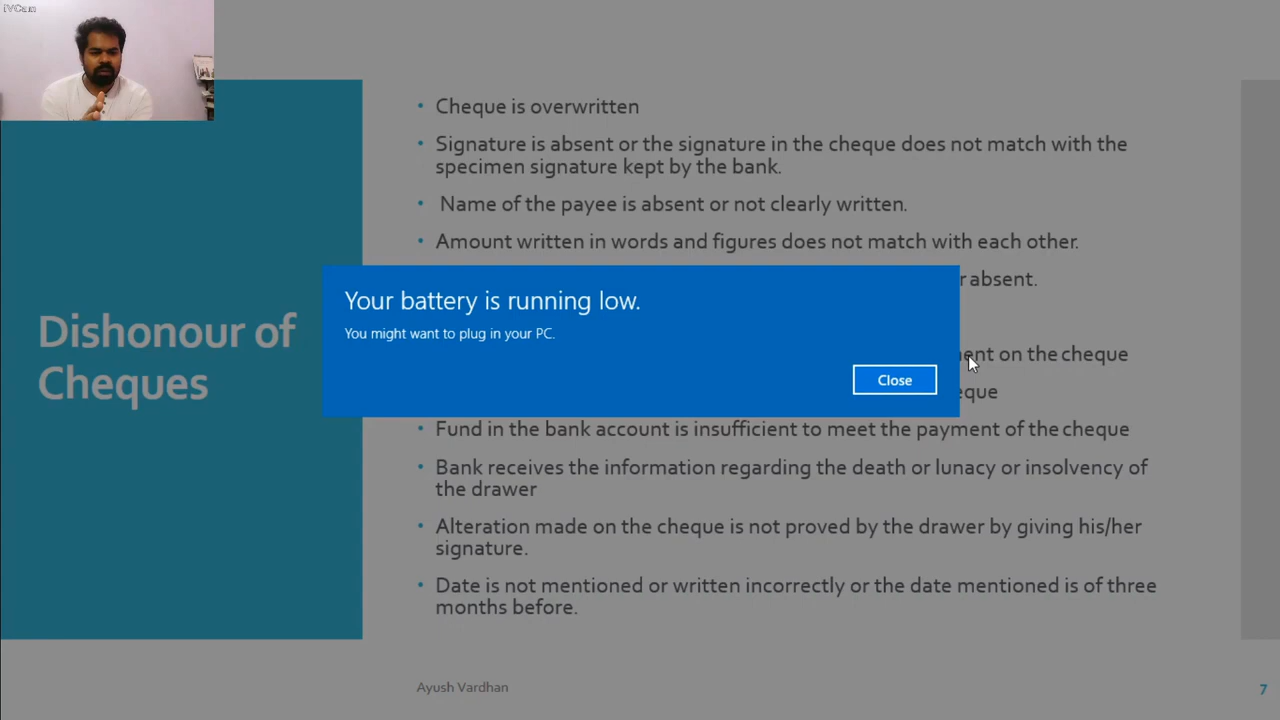 iVCam
• Cheque is overwritten
• Signature is absent or the signature in the cheque does not match with the
specimen signature kept by the bank.
• Name of the payee is absent or not clearly written.
• Amount written in words and figures does not match with each other.
r absent.
Dishonour of
Cheques
Your battery is running low.
You might want to plug in your PC.
Close
on the cheque
• Fund in the bank account is insufficient to meet the payment of the cheque
• Bank receives the information regarding the death or lunacy or insolvency of
the drawer
• Alteration made on the cheque is not proved by the drawer by giving his/her
signature.
• Date is not mentioned or written incorrectly or the date mentioned is of three
months before.
Ayush Vardhan
7